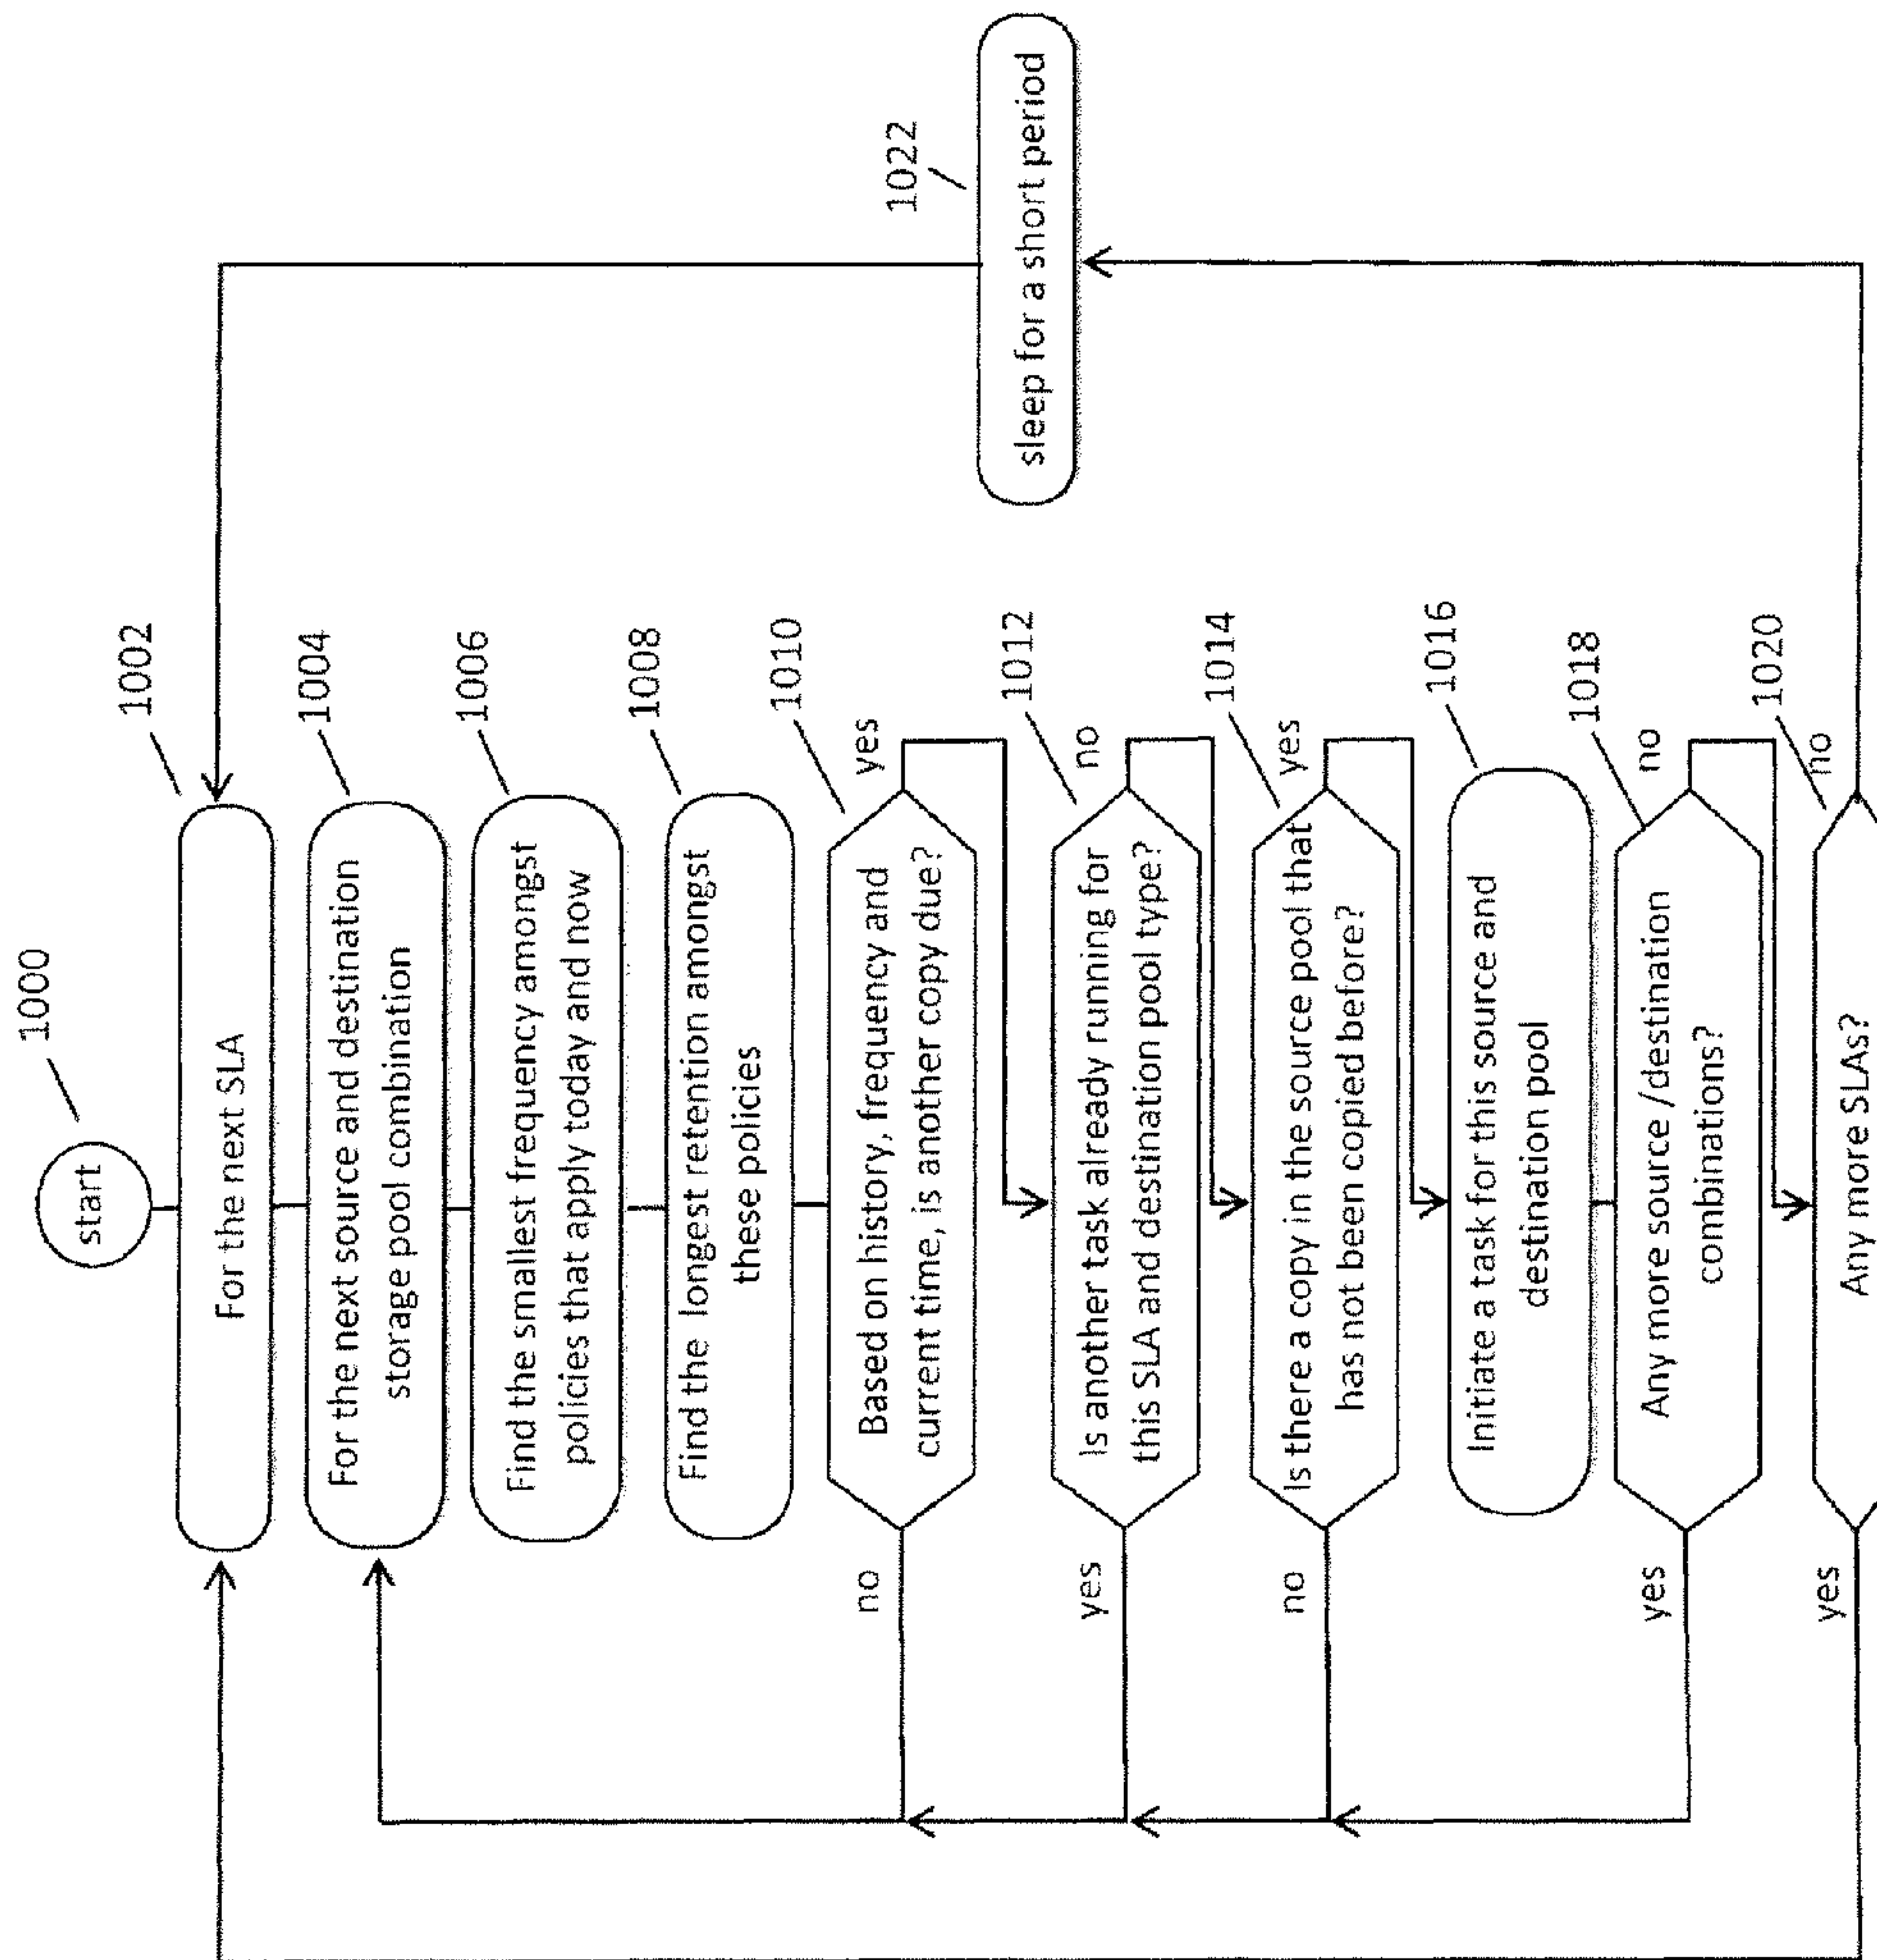 1000
start
1002
For the next SLA
1004
For the next source and destination
storage pool combination
1006
Find the smallest frequency amongst
policies that apply today and now
1008
Find the longest retention amongst
these policies
1010
Based on history, frequency and
current time, is another copy due?
no
yes
1012
Is another task already running for
this SLA and destination pool type?
yes
no
1014
Is there a copy in the source pool that
has not been copied before?
no
yes
1016
Initiate a task for this source and
destination pool
1018
Any more source /destination
combinations?
yes
no
1020
Any more SLAs?
yes
no
1022
sleep for a short period